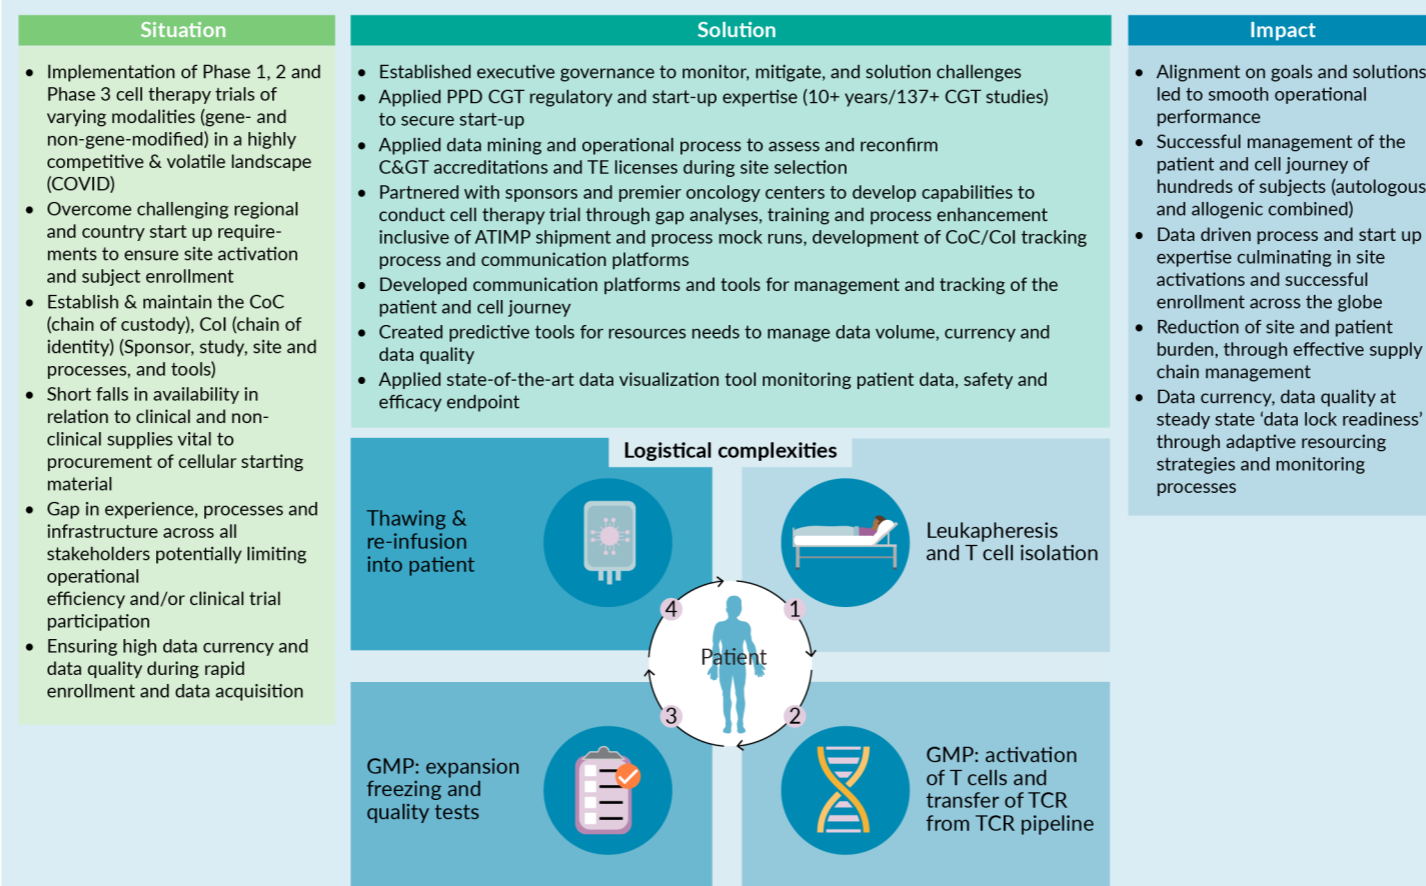 Situation
• Implementation of Phase 1, 2 and
Phase 3 cell therapy trials of
varying modalities (gene- and
non-gene-modified) in a highly
competitive & volatile landscape
(COVID)
• Overcome challenging regional
and country start up require-
ments to ensure site activation
and subject enrollment
• Establish & maintain the CoC
(chain of custody), CoI (chain of
identity) (Sponsor, study, site and
processes, and tools)
• Short falls in availability in
relation to clinical and non-
clinical supplies vital to
procurement of cellular starting
material
• Gap in experience, processes and
infrastructure across all
stakeholders potentially limiting
operational
efficiency and/or clinical trial
participation
• Ensuring high data currency and
data quality during rapid
enrollment and data acquisition
Solution
• Established executive governance to monitor, mitigate, and solution challenges
• Applied PPD CGT regulatory and start-up expertise (10+ years/137+ CGT studies)
to secure start-up
• Applied data mining and operational process to assess and reconfirm
C&GT accreditations and TE licenses during site selection
• Partnered with sponsors and premier oncology centers to develop capabilities to
conduct cell therapy trial through gap analyses, training and process enhancement
inclusive of ATIMP shipment and process mock runs, development of CoC/CoI tracking
process and communication platforms
• Developed communication platforms and tools for management and tracking of the
patient and cell journey
• Created predictive tools for resources needs to manage data volume, currency and
data quality
• Applied state-of-the-art data visualization tool monitoring patient data, safety and
efficacy endpoint
Impact
• Alignment on goals and solutions
led to smooth operational
performance
• Successful management of the
patient and cell journey of
hundreds of subjects (autologous
and allogenic combined)
• Data driven process and start up
expertise culminating in site
activations and successful
enrollment across the globe
• Reduction of site and patient
burden, through effective supply
chain management
• Data currency, data quality at
steady state ‘data lock readiness’
through adaptive resourcing
strategies and monitoring
processes
Logistical complexities
Thawing &
re-infusion
into patient
Leukapheresis
and T cell isolation
4
1
Patient
3
2
GMP: expansion
freezing and
quality tests
GMP: activation
of T cells and
transfer of TCR
from TCR pipeline